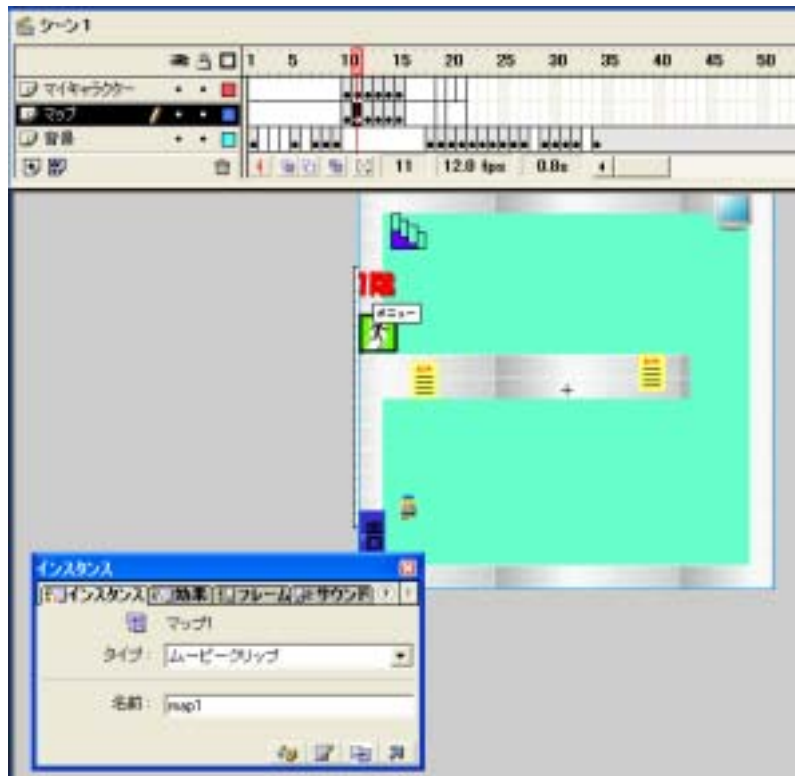 シーン1
1 5 10 15 20 25 30 35 40 45 50
マイキャラクター
マップ
背景
11 12.0 fps 0.8s
1階
メニュー
インスタンス
インスタンス 効果 フレーム サウンド
マップ1
タイプ: ムービークリップ
名前: map1